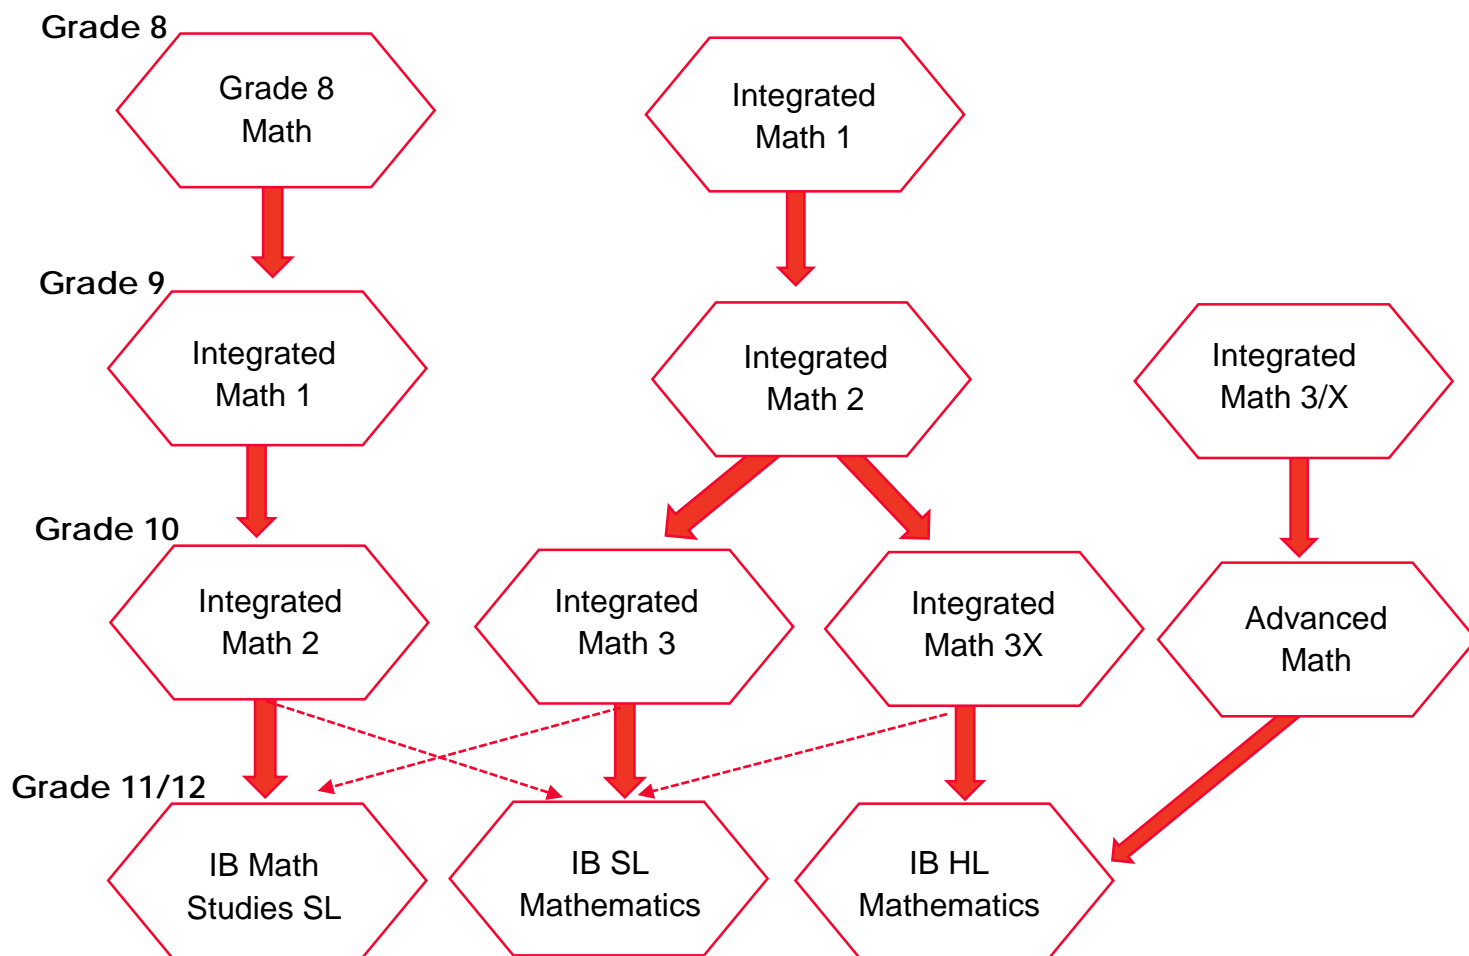 Grade 8
Grade 8
Math
Integrated
Math 1
Grade 9
Integrated
Math 1
Integrated
Math 2
Integrated
Math 3/X
Grade 10
Integrated
Math 2
Integrated
Math 3
Integrated
Math 3X
Advanced
Math
Grade 11/12
IB Math
Studies SL
IB SL
Mathematics
IB HL
Mathematics